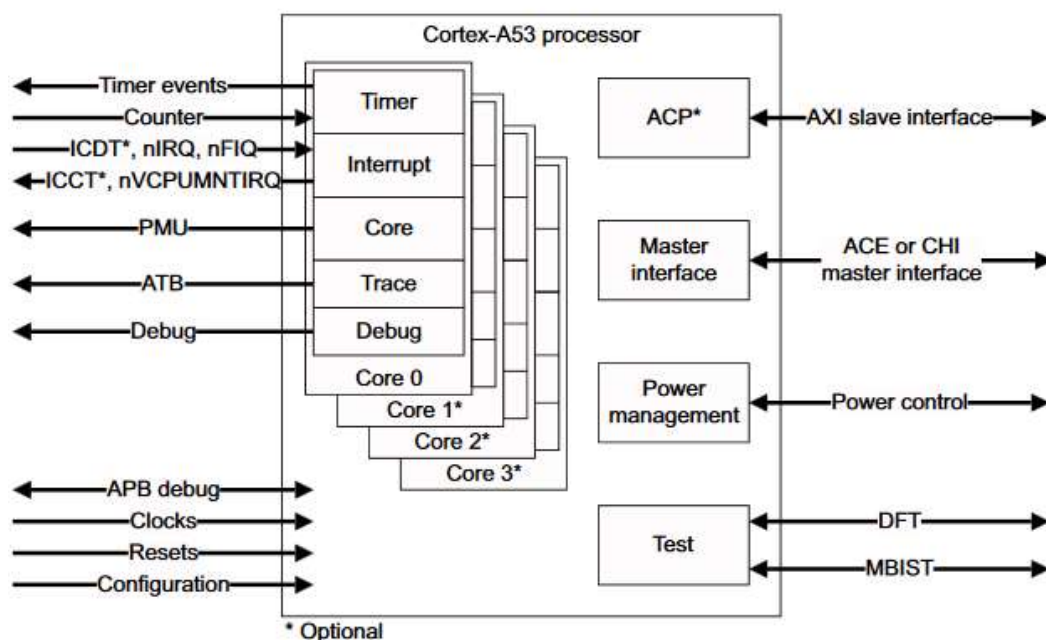 Cortex-A53 processor
Timer events
Counter
ICDT*, nIRQ, nFIQ
ICCT*, nVCPUMNTIRQ
PMU
ATB
Debug
Timer
Interrupt
Core
Trace
Debug
Core 0
Core 1*
Core 2*
Core 3*
APB debug
Clocks
Resets
Configuration
ACP*
AXI slave interface
Master
interface
ACE or CHI
master interface
Power
management
Power control
Test
DFT
MBIST
* Optional